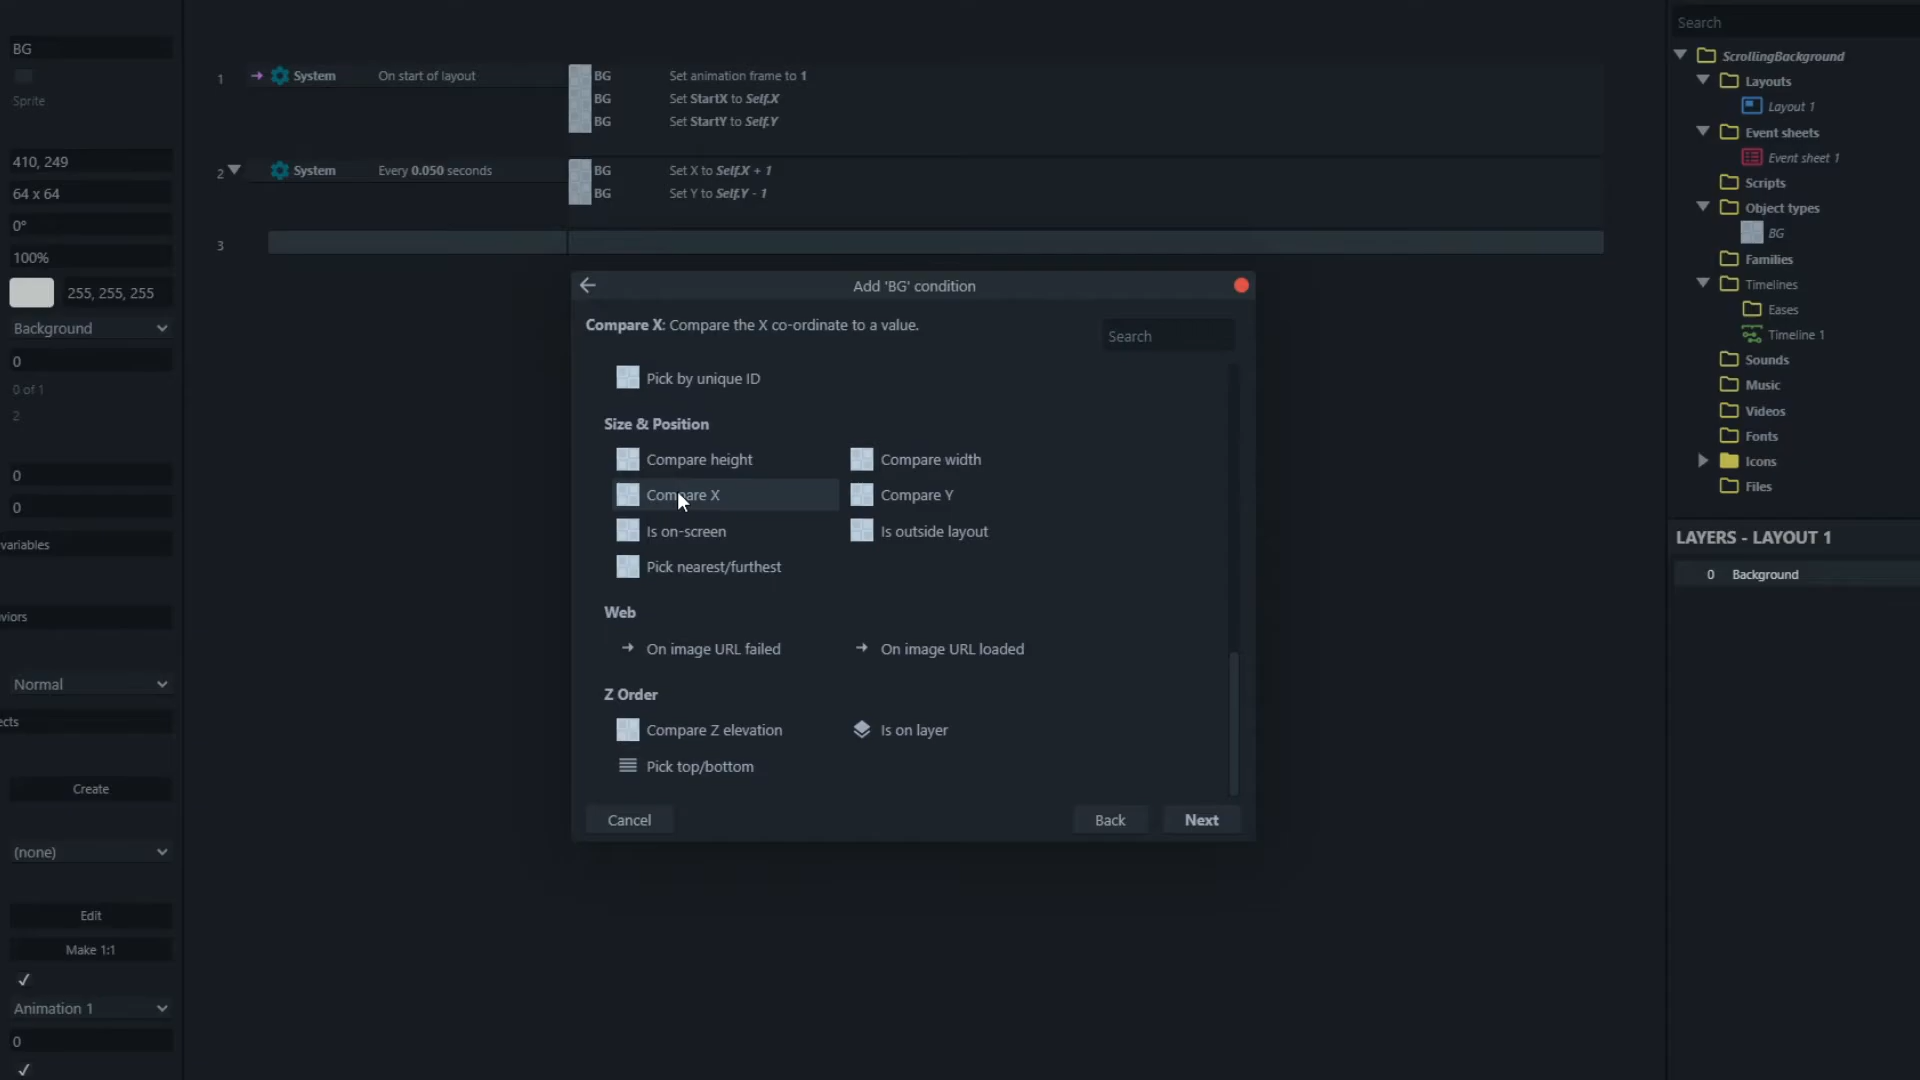 BG
Sprite
410, 249
64 x 64
0°
100%
255, 255, 255
Background
0
0 of 1
2
0
0
variables
viors
Normal
ects
Create
(none)
Edit
Make 1:1
Animation 1
0
1 System On start of layout BG Set animation frame to 1
BG Set StartX to Self.X
BG Set StartY to Self.Y
2 System Every 0.050 seconds BG Set X to Self.X + 1
BG Set Y to Self.Y - 1
3
Add 'BG' condition
Compare X: Compare the X co-ordinate to a value.
Search
Pick by unique ID
Size & Position
Compare height Compare width
Compare X Compare Y
Is on-screen Is outside layout
Pick nearest/furthest
Web
On image URL failed On image URL loaded
Z Order
Compare Z elevation Is on layer
Pick top/bottom
Cancel Back Next
Search
ScrollingBackground
Layouts
Layout 1
Event sheets
Event sheet 1
Scripts
Object types
BG
Families
Timelines
Eases
Timeline 1
Sounds
Music
Videos
Fonts
Icons
Files
LAYERS - LAYOUT 1
0 Background